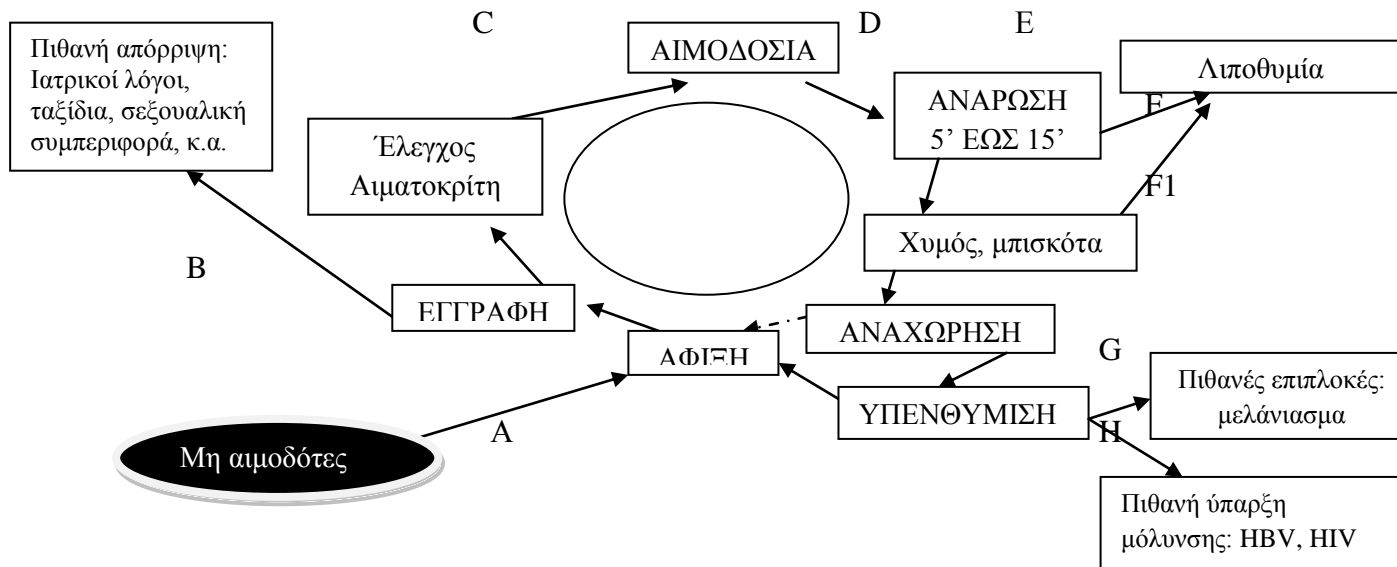 C
D
E
Πιθανή απόρριψη:
Ιατρικοί λόγοι,
ταξίδια, σεξουαλική
συμπεριφορά, κ.α.
ΑΙΜΟΔΟΣΙΑ
Λιποθυμία
ΑΝΑΡΩΣΗ
5’ ΕΩΣ 15’
F
Έλεγχος
Αιματοκρίτη
F1
Χυμός, μπισκότα
B
ΕΓΓΡΑΦΗ
ΑΝΑΧΩΡΗΣΗ
ΑΦΙΞΗ
G
Πιθανές επιπλοκές:
μελάνιασμα
ΥΠΕΝΘΥΜΙΣΗ
A
H
Μη αιμοδότες
Πιθανή ύπαρξη
μόλυνσης: HBV, HIV